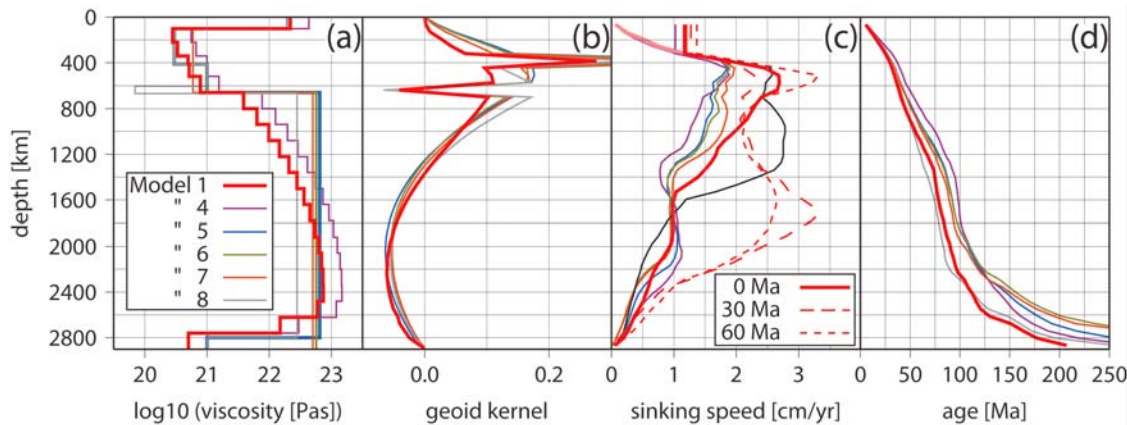 (a) (b) (c) (d)
0
400
800
1200
1600
2000
2400
2800
depth [km]
Model 1
" 4
" 5
" 6
" 7
" 8
0 Ma
30 Ma
60 Ma
20 21 22 23 0.0 0.2 0 1 2 3 4 0 50 100 150 200 250
log10 (viscosity [Pas]) geoid kernel sinking speed [cm/yr] age [Ma]